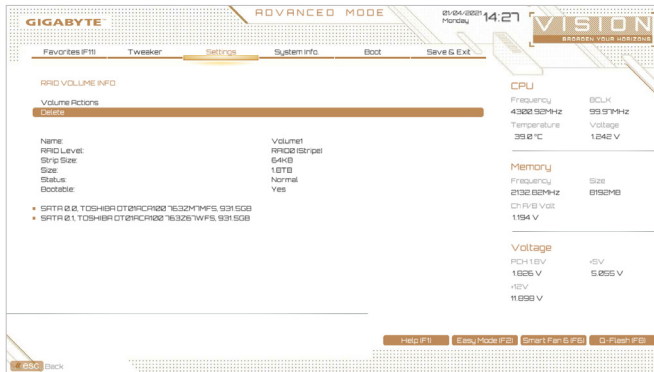 GIGABYTE
ADVANCED MODE
01/04/2021 Monday 14:27
VISION
BROADEN YOUR HORIZONS
Favorites (F11) Tweaker Settings System Info. Boot Save & Exit
RAID VOLUME INFO
Volume Actions
Delete
Name: Volume1
RAID Level: RAID0 (Stripe)
Strip Size: 64KB
Size: 1.8TB
Status: Normal
Bootable: Yes
SATA 0.0, TOSHIBA DT01ACA100 763ZM7MFS, 931.5GB
SATA 0.1, TOSHIBA DT01ACA100 763Z67WFS, 931.5GB
CPU
Frequency BCLK
4300.92MHz 99.97MHz
Temperature Voltage
39.0 °C 1.242 V
Memory
Frequency Size
2132.82MHz 8192MB
Ch A/B Volt
1.194 V
Voltage
PCH 1.8V +5V
1.826 V 5.055 V
+12V
11.898 V
Help (F1) Easy Mode (F2) Smart Fan 6 (F6) Q-Flash (F8)
ESC Back